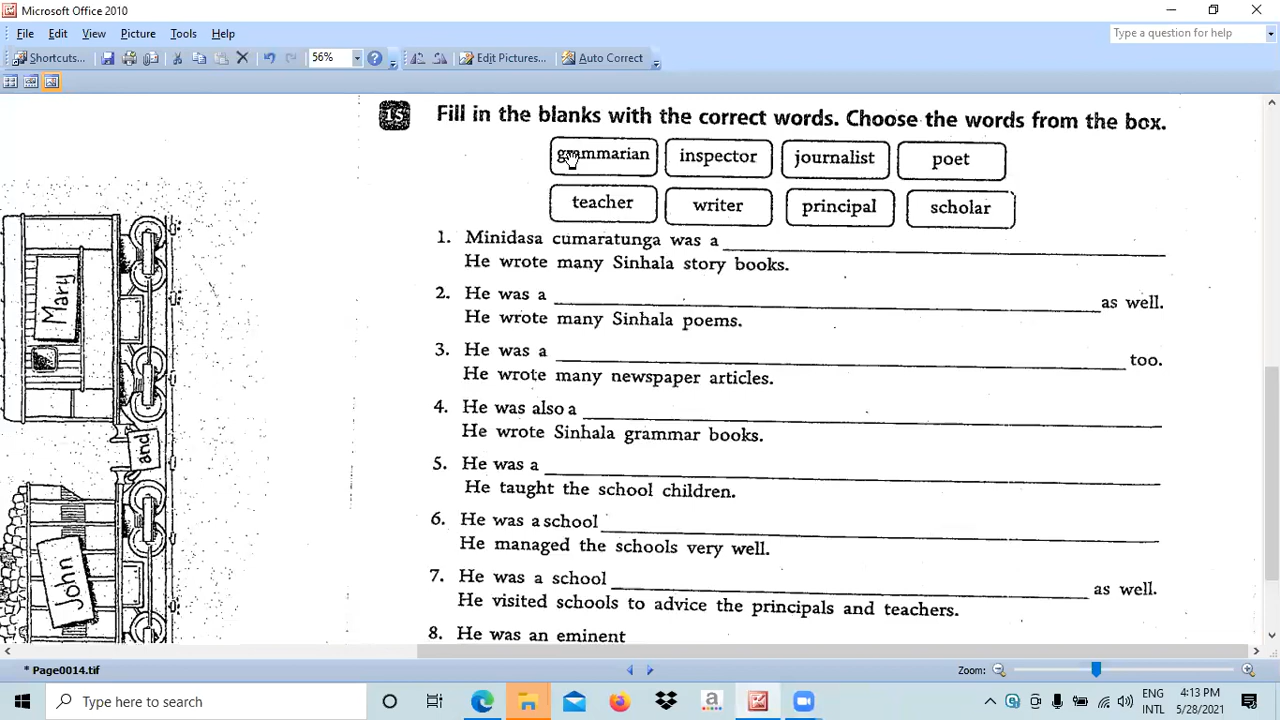 Microsoft Office 2010
File Edit View Picture Tools Help
Type a question for help
Shortcuts...
56%
Edit Pictures...
Auto Correct
15
Fill in the blanks with the correct words. Choose the words from the box.
grammarian inspector journalist poet
teacher writer principal scholar
1. Minidasa cumaratunga was a
He wrote many Sinhala story books.
2. He was a as well.
He wrote many Sinhala poems.
3. He was a too.
He wrote many newspaper articles.
4. He was also a
He wrote Sinhala grammar books.
5. He was a
He taught the school children.
6. He was a school
He managed the schools very well.
7. He was a school as well.
He visited schools to advice the principals and teachers.
8. He was an eminent
Mary
and
John
* Page0014.tif
Zoom:
Type here to search
a
ENG
INTL
4:13 PM
5/28/2021